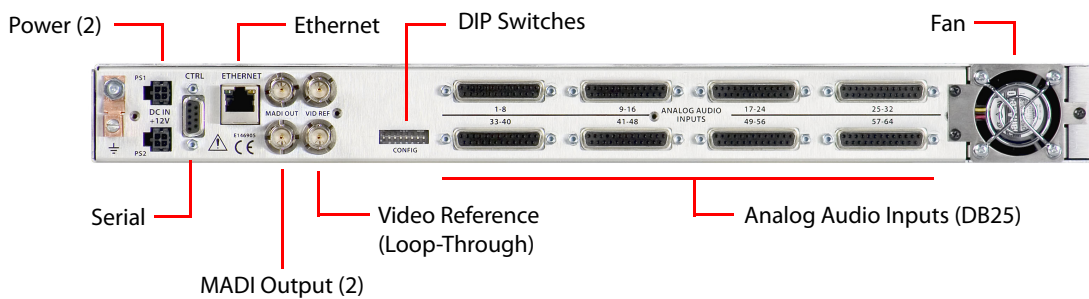 Power (2)
Ethernet
DIP Switches
Fan
PS1
CTRL
ETHERNET
DC IN
+12V
MADI OUT
VID REF
E146905
CE
PS2
CONFIG
1-8
9-16
17-24
25-32
ANALOG AUDIO
INPUTS
33-40
41-48
49-56
57-64
Serial
Video Reference
(Loop-Through)
Analog Audio Inputs (DB25)
MADI Output (2)